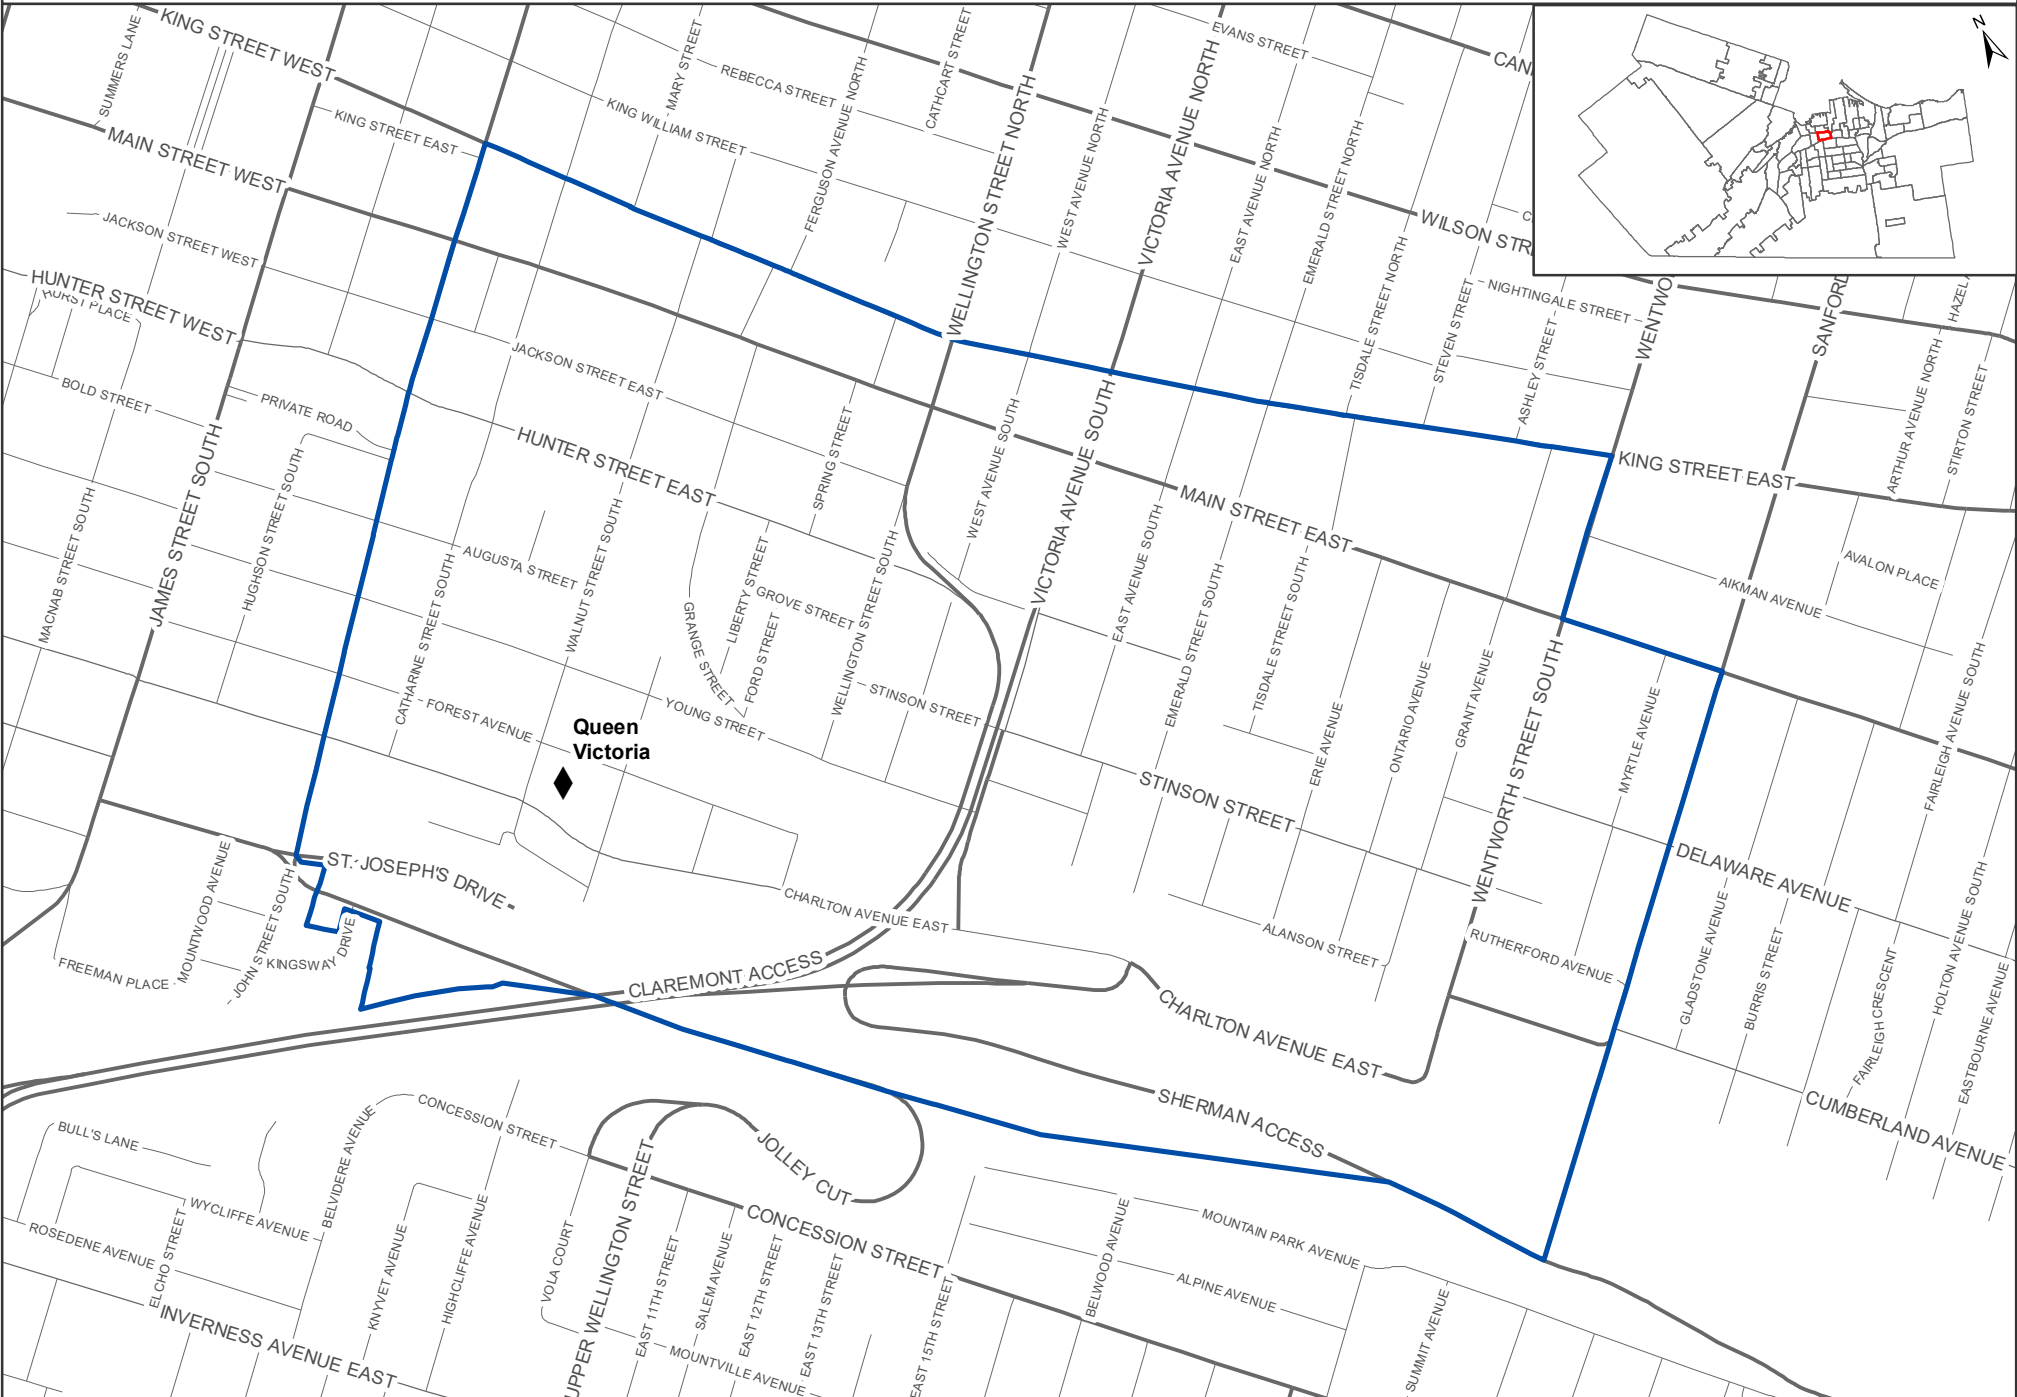 KING STREET WEST
SUMMERS LANE
MAIN STREET WEST
KING STREET EAST
MARY STREET
REBECCA STREET
KING WILLIAM STREET
FERGUSON AVENUE NORTH
CATHCART STREET
WELLINGTON STREET NORTH
WEST AVENUE NORTH
VICTORIA AVENUE NORTH
EVANS STREET
EAST AVENUE NORTH
EMERALD STREET NORTH
TISDALE STREET NORTH
STEVEN STREET
ASHLEY STREET
NIGHTINGALE STREET
CAN
WILSON STR
C
N
WENTWO
SANFORD
ARTHUR AVENUE NORTH
HAZEL
STIRTON STREET
JACKSON STREET WEST
HUNTER STREET WEST
HURST PLACE
BOLD STREET
PRIVATE ROAD
JACKSON STREET EAST
HUNTER STREET EAST
SPRING STREET
WEST AVENUE SOUTH
VICTORIA AVENUE SOUTH
MAIN STREET EAST
KING STREET EAST
AVALON PLACE
AIKMAN AVENUE
MACNAB STREET SOUTH
JAMES STREET SOUTH
HUGHSON STREET SOUTH
CATHARINE STREET SOUTH
AUGUSTA STREET
WALNUT STREET SOUTH
GRANGE STREET
LIBERTY STREET
GROVE STREET
FORD STREET
WELLINGTON STREET SOUTH
STINSON STREET
EAST AVENUE SOUTH
EMERALD STREET SOUTH
TISDALE STREET SOUTH
ERIE AVENUE
ONTARIO AVENUE
GRANT AVENUE
WENTWORTH STREET SOUTH
MYRTLE AVENUE
FAIRLEIGH AVENUE SOUTH
FOREST AVENUE
YOUNG STREET
Queen
Victoria
STINSON STREET
DELAWARE AVENUE
ST. JOSEPH'S DRIVE
MOUNTWOOD AVENUE
JOHN STREET SOUTH
KINGSWAY DRIVE
FREEMAN PLACE
CHARLTON AVENUE EAST
CLAREMONT ACCESS
ALANSON STREET
RUTHERFORD AVENUE
GLADSTONE AVENUE
BURRIS STREET
FAIRLEIGH CRESCENT
HOLTON AVENUE SOUTH
EASTBOURNE AVENUE
CHARLTON AVENUE EAST
SHERMAN ACCESS
CUMBERLAND AVENUE
BULL'S LANE
BELVIDERE AVENUE
CONCESSION STREET
JOLLEY CUT
WYCLIFFE AVENUE
ROSEDENE AVENUE
ELCHO STREET
KNYVET AVENUE
HIGHCLIFFE AVENUE
VOLA COURT
UPPER WELLINGTON STREET
CONCESSION STREET
EAST 11TH STREET
SALEM AVENUE
EAST 12TH STREET
EAST 13TH STREET
EAST 15TH STREET
BELWOOD AVENUE
MOUNTAIN PARK AVENUE
ALPINE AVENUE
SUMMIT AVENUE
INVERNESS AVENUE EAST
MOUNTVILLE AVENUE